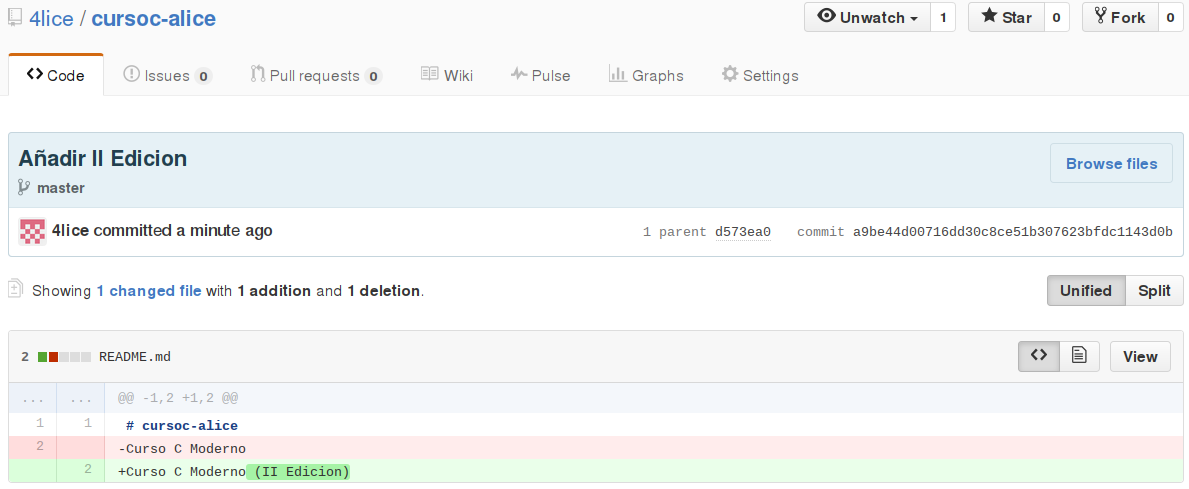 4lice / cursoc-alice Unwatch 1 Star 0 Fork 0
Code Issues 0 Pull requests 0 Wiki Pulse Graphs Settings
Añadir II Edicion
Browse files
master
4lice committed a minute ago 1 parent d573ea0 commit a9be44d00716dd30c8ce51b307623bfdc1143d0b
Showing 1 changed file with 1 addition and 1 deletion. Unified Split
2 README.md View
... ... @@ -1,2 +1,2 @@
1 1 # cursoc-alice
2 -Curso C Moderno
2 +Curso C Moderno (II Edicion)